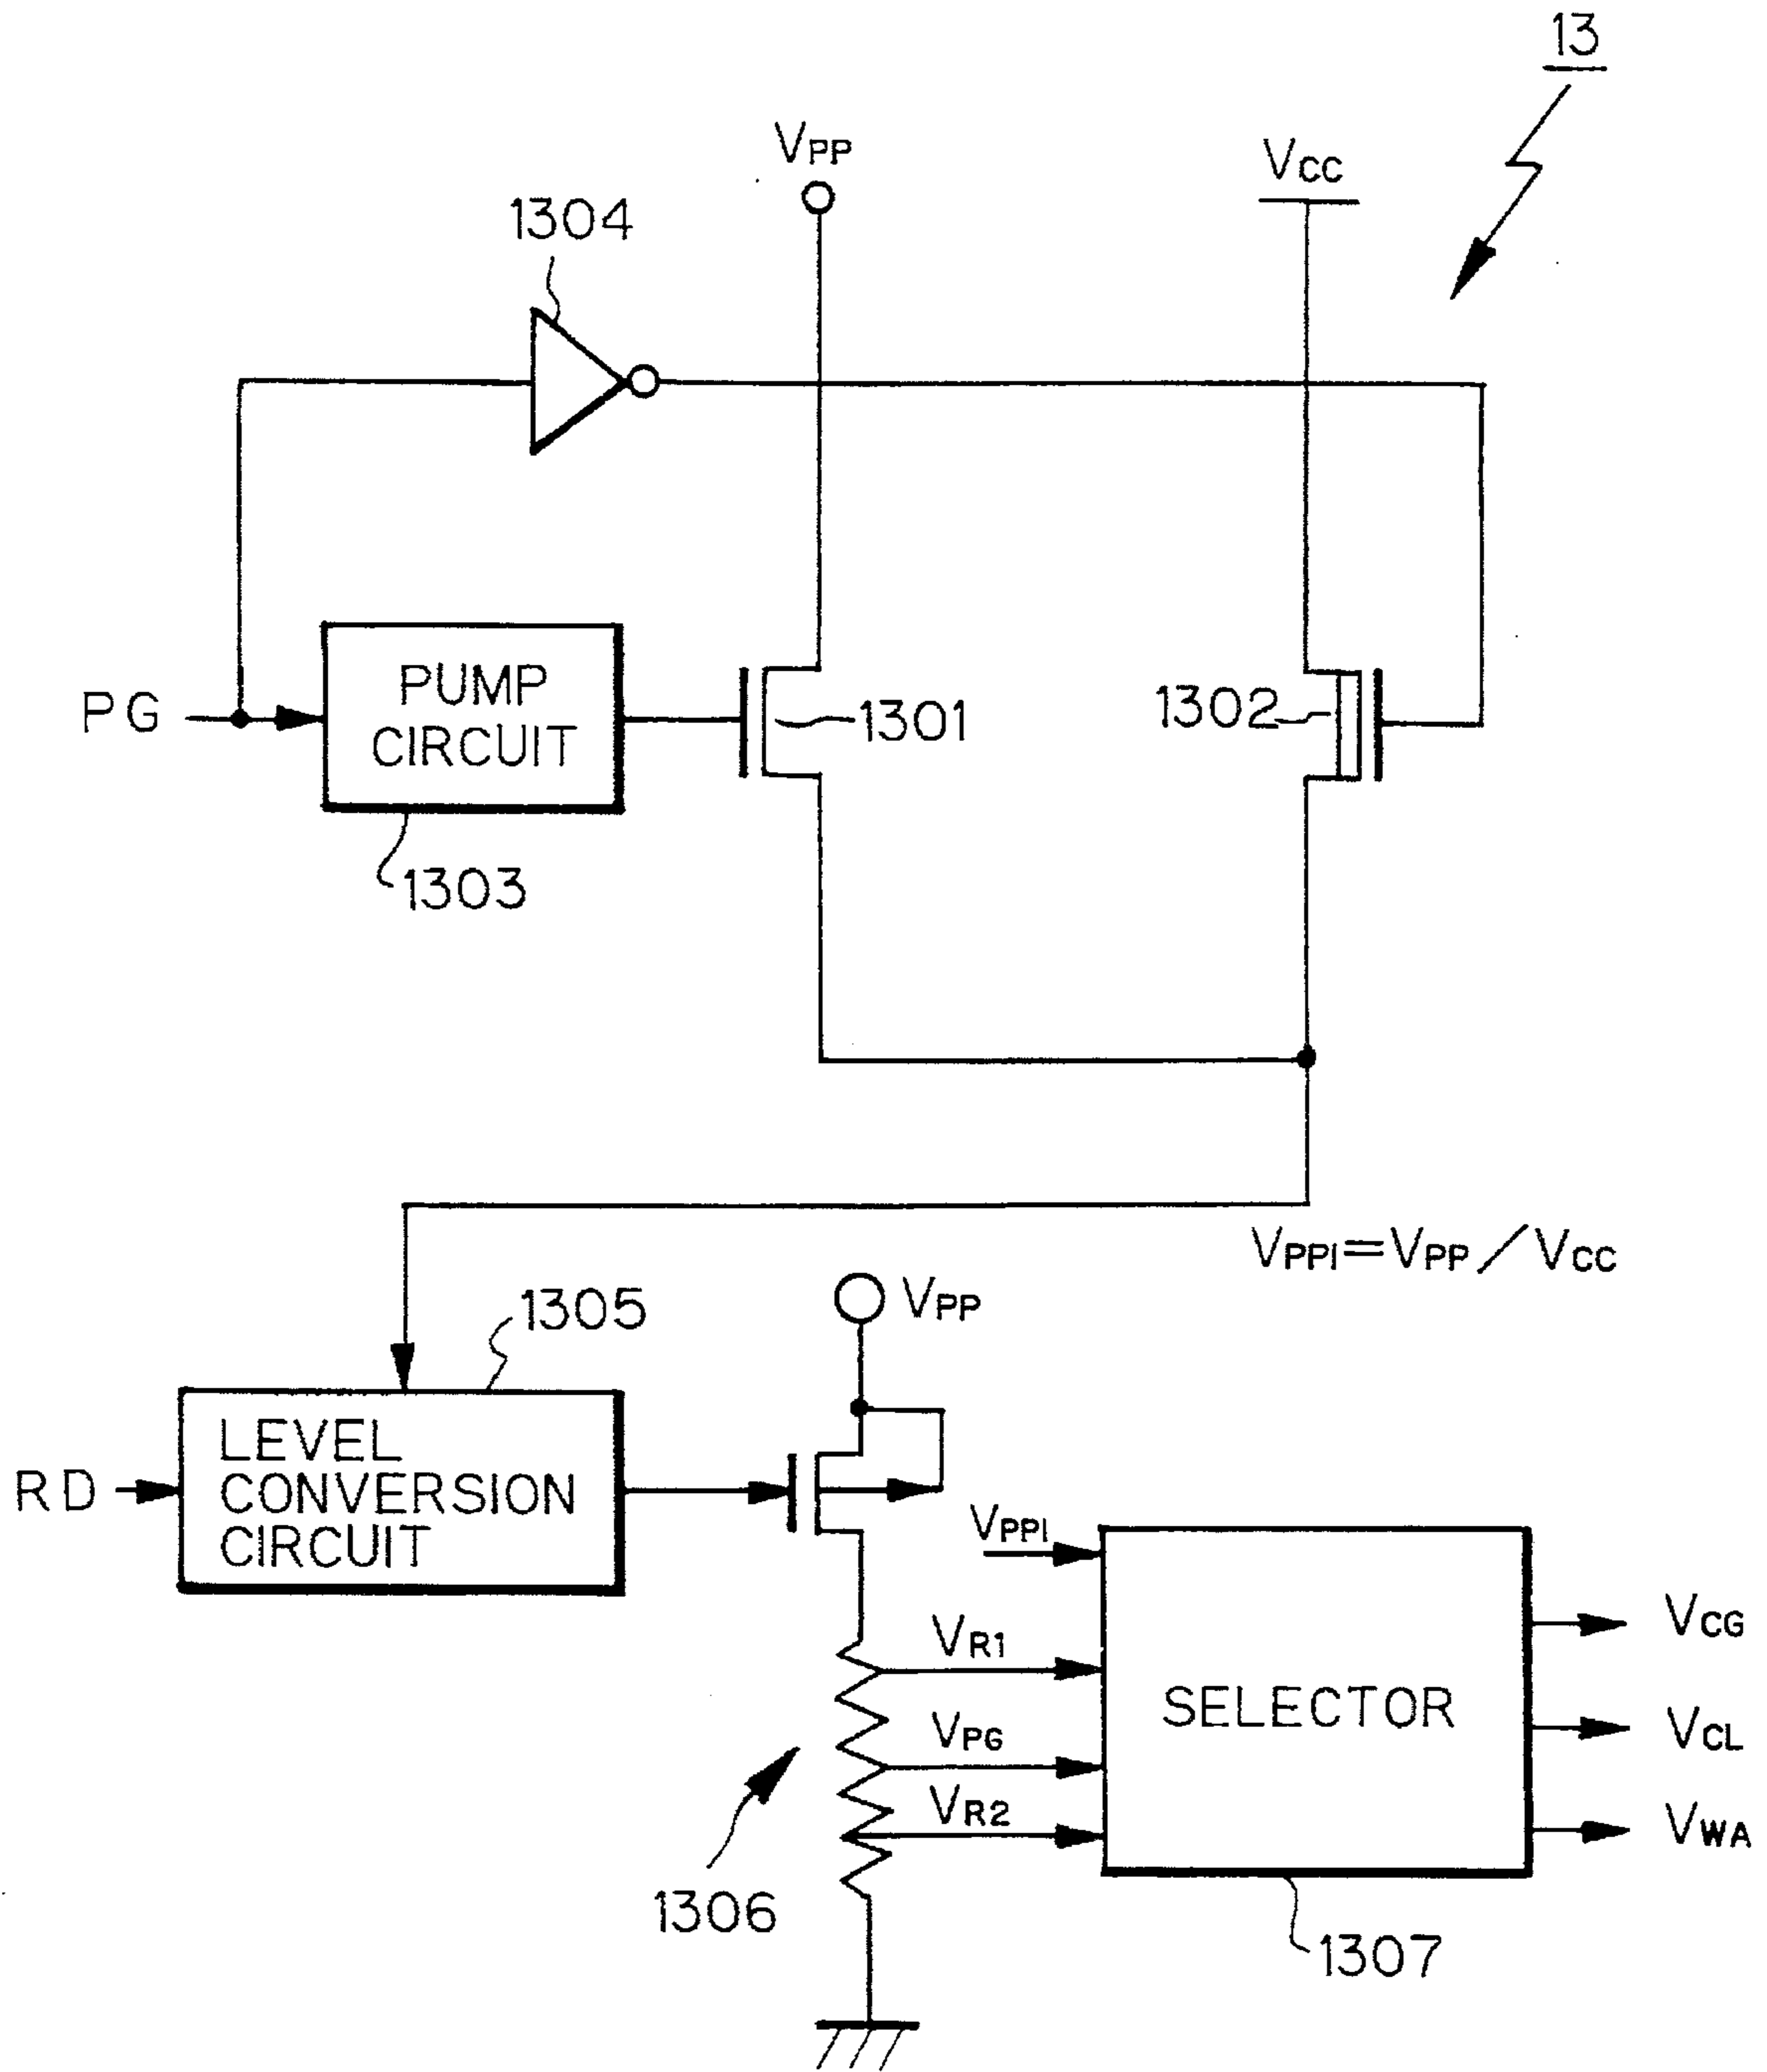 13
VPP
VCC
1304
PG
PUMP
CIRCUIT
1301
1302
1303
VPPI=VPP/VCC
VPP
1305
RD
LEVEL
CONVERSION
CIRCUIT
VPPI
VR1
VPG
VR2
SELECTOR
VCG
VCL
VWA
1306
1307